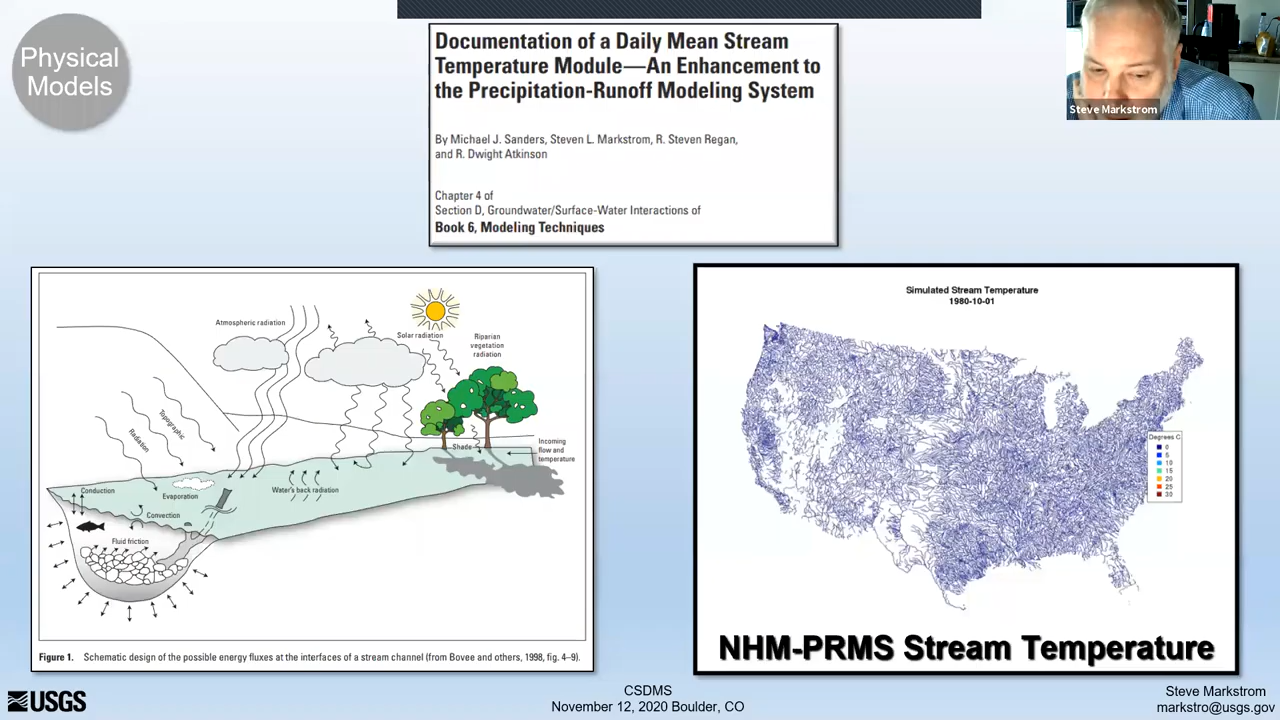 Physical
Models
Documentation of a Daily Mean Stream
Temperature Module—An Enhancement to
the Precipitation-Runoff Modeling System
By Michael J. Sanders, Steven L. Markstrom, R. Steven Regan,
and R. Dwight Atkinson
Chapter 4 of
Section D, Groundwater/Surface-Water Interactions of
Book 6, Modeling Techniques
Steve Markstrom
Atmospheric radiation
Solar radiation
Riparian
vegetation
radiation
Topographic
Radiation
Shade
Incoming
flow and
temperature
Conduction
Evaporation
Water's back radiation
Convection
Fluid friction
Figure 1. Schematic design of the possible energy fluxes at the interfaces of a stream channel (from Bovee and others, 1998, fig. 4–9).
Simulated Stream Temperature
1980-10-01
Degrees C
0
5
10
15
20
25
30
NHM-PRMS Stream Temperature
USGS
CSDMS
November 12, 2020 Boulder, CO
Steve Markstrom
markstro@usgs.gov